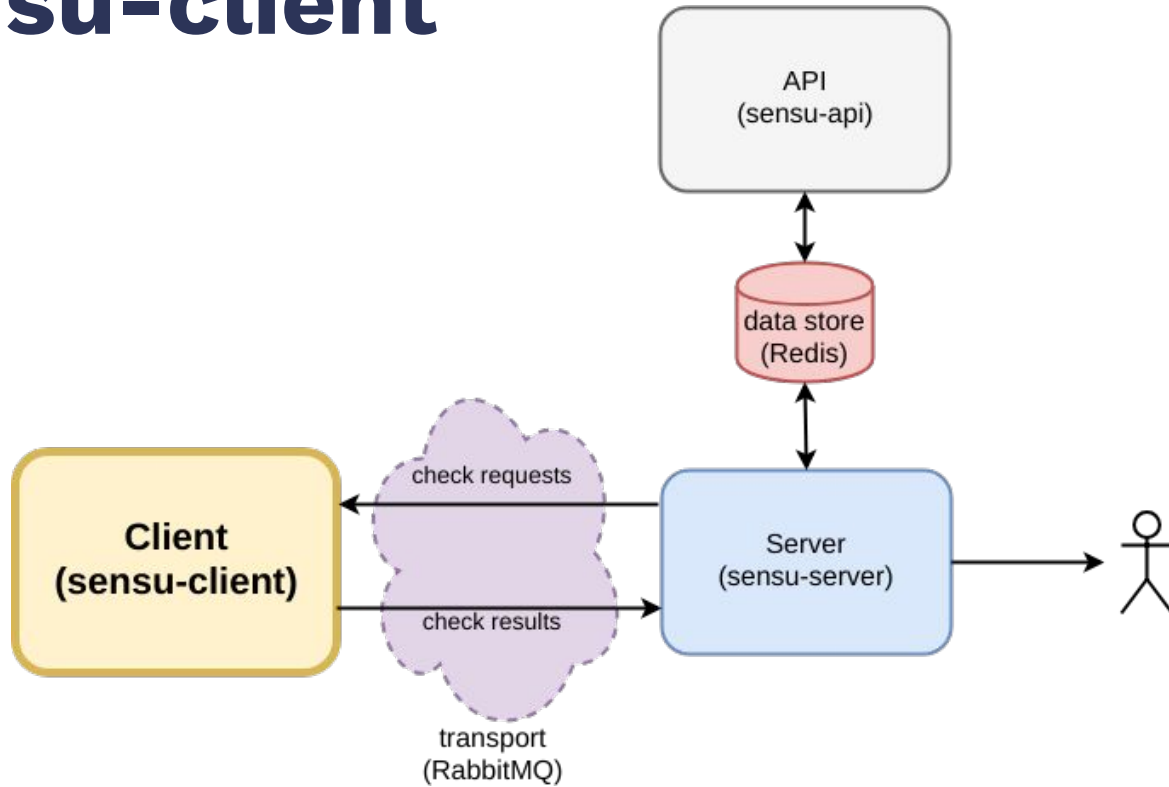 su-client
API
(sensu-api)
data store
(Redis)
check requests
Client
(sensu-client)
Server
(sensu-server)
check results
transport
(RabbitMQ)